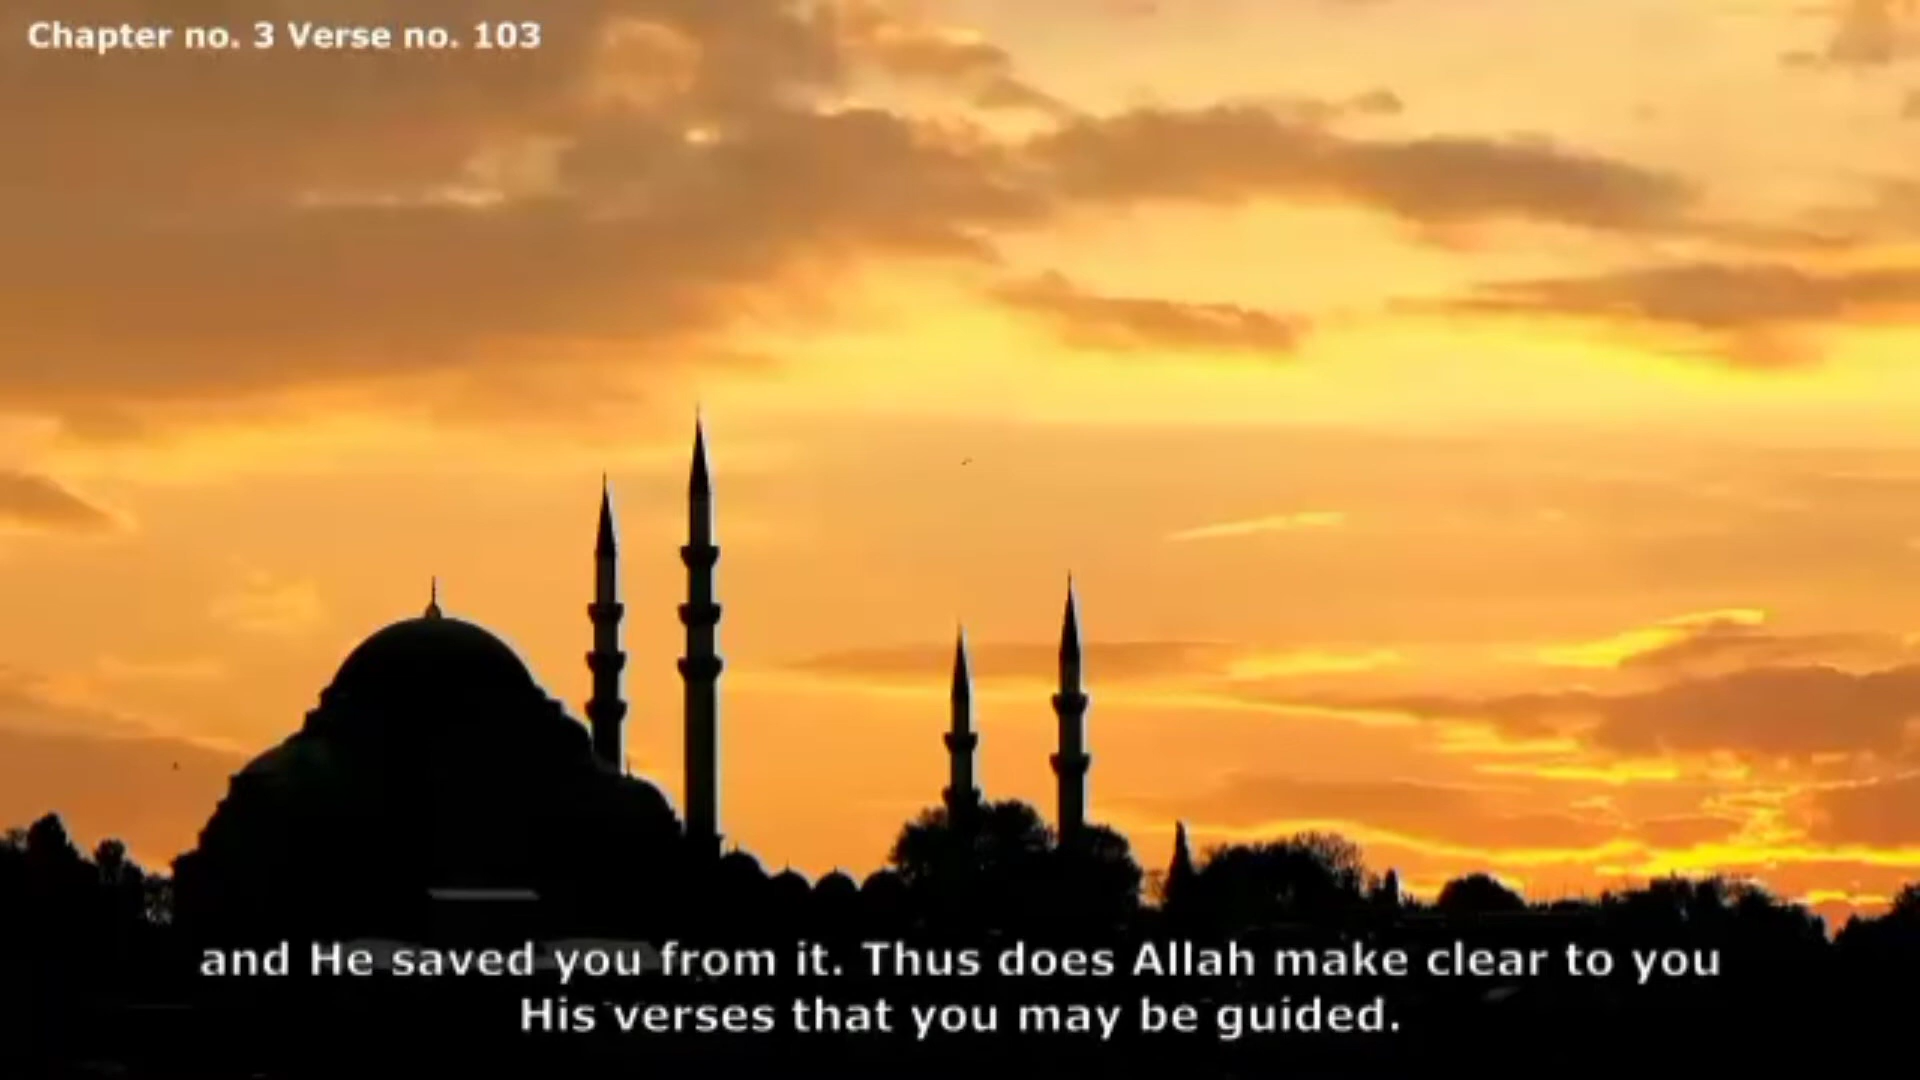 Chapter no. 3 Verse no. 103
and He saved you from it. Thus does Allah make clear to you
His verses that you may be guided.